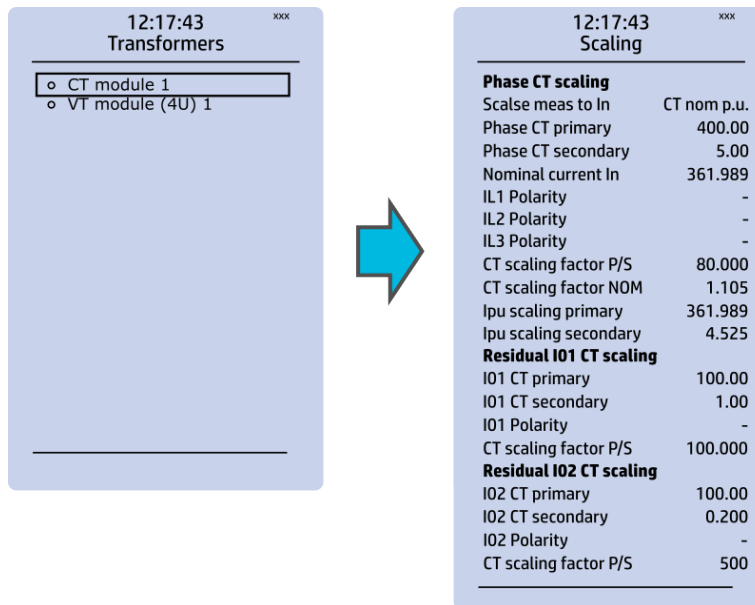 12:17:43 xxx
Transformers
CT module 1
VT module (4U) 1
12:17:43 xxx
Scaling
Phase CT scaling
Scalse meas to In CT nom p.u.
Phase CT primary 400.00
Phase CT secondary 5.00
Nominal current In 361.989
IL1 Polarity -
IL2 Polarity -
IL3 Polarity -
CT scaling factor P/S 80.000
CT scaling factor NOM 1.105
Ipu scaling primary 361.989
Ipu scaling secondary 4.525
Residual I01 CT scaling
I01 CT primary 100.00
I01 CT secondary 1.00
I01 Polarity -
CT scaling factor P/S 100.000
Residual I02 CT scaling
I02 CT primary 100.00
I02 CT secondary 0.200
I02 Polarity -
CT scaling factor P/S 500